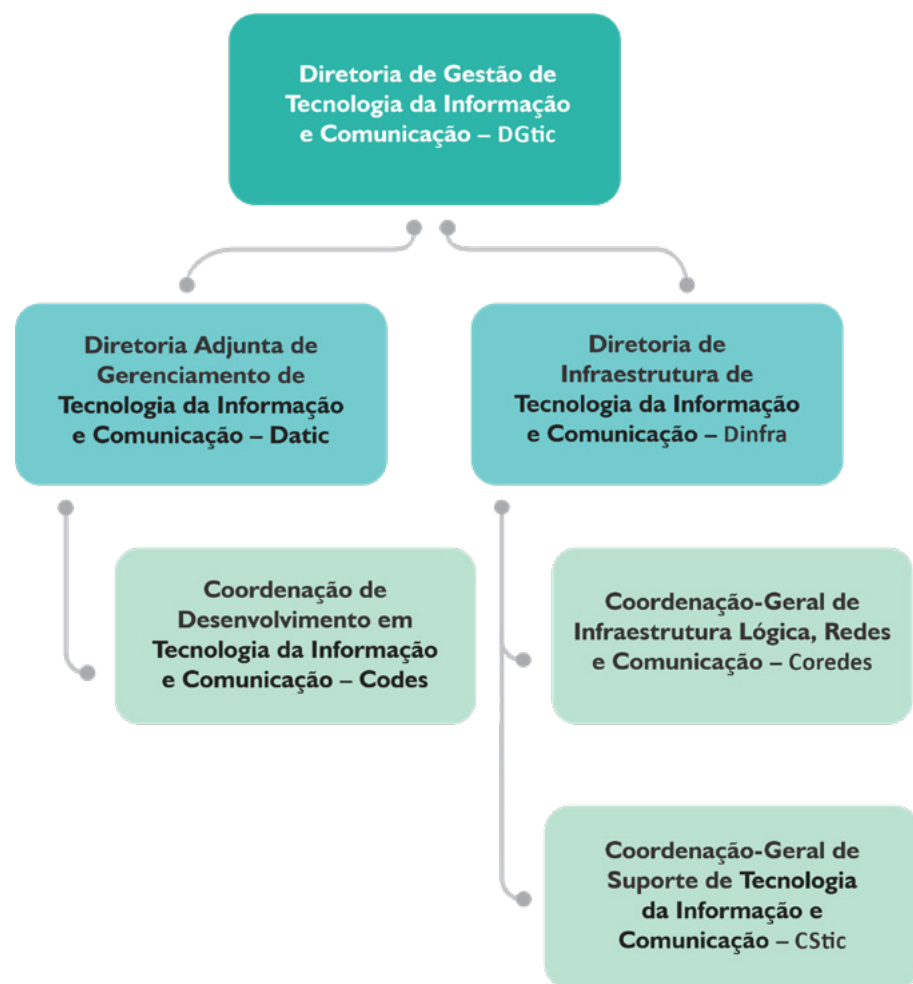 Diretoria de Gestão de
Tecnologia da Informação
e Comunicação – DGtic
Diretoria Adjunta de
Gerenciamento de
Tecnologia da Informação
e Comunicação – Datic
Diretoria de
Infraestrutura de
Tecnologia da Informação
e Comunicação – Dinfra
Coordenação de
Desenvolvimento em
Tecnologia da Informação
e Comunicação – Codes
Coordenação-Geral de
Infraestrutura Lógica, Redes
e Comunicação – Coredes
Coordenação-Geral de
Suporte de Tecnologia
da Informação e
Comunicação – CStic